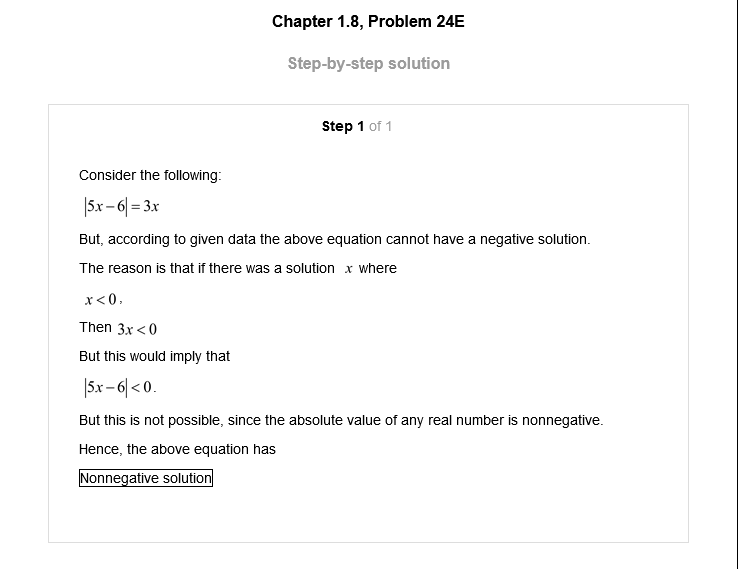 Chapter 1.8, Problem 24E
Step-by-step solution
Step 1 of 1
Consider the following:
|5x − 6| = 3x
But, according to given data the above equation cannot have a negative solution.
The reason is that if there was a solution x where
x < 0,
Then 3x < 0
But this would imply that
|5x − 6| < 0.
But this is not possible, since the absolute value of any real number is nonnegative.
Hence, the above equation has
Nonnegative solution